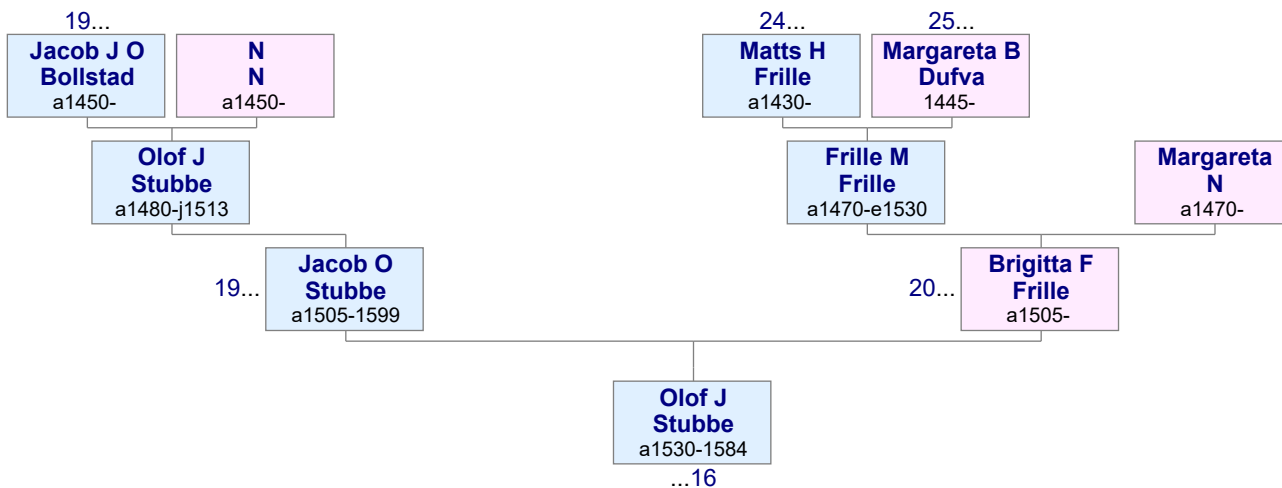 19...
Jacob J O
Bollstad
a1450-
N
N
a1450-
24...
Matts H
Frille
a1430-
25...
Margareta B
Dufva
1445-
Olof J
Stubbe
a1480-j1513
Frille M
Frille
a1470-e1530
Margareta
N
a1470-
19...
Jacob O
Stubbe
a1505-1599
20...
Brigitta F
Frille
a1505-
Olof J
Stubbe
a1530-1584
...16